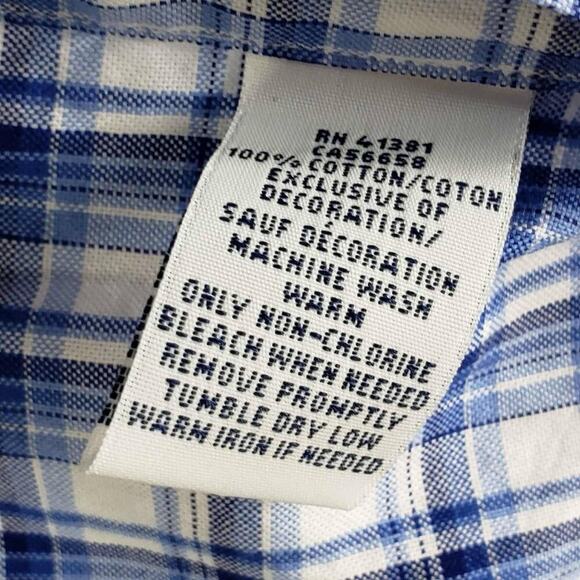 RN 41381
CA56658
100% COTTON/COTON
EXCLUSIVE OF
DECORATION/
SAUF DÉCORATION
MACHINE WASH
WARM
ONLY NON-CHLORINE
BLEACH WHEN NEEDED
REMOVE PROMPTLY
TUMBLE DRY LOW
WARM IRON IF NEEDED